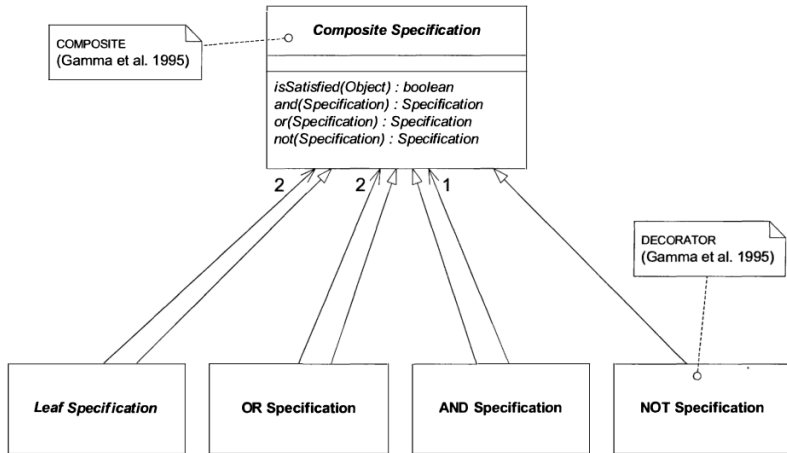 Composite Specification
COMPOSITE
(Gamma et al. 1995)
isSatisfied(Object) : boolean
and(Specification) : Specification
or(Specification) : Specification
not(Specification) : Specification
2
2
1
DECORATOR
(Gamma et al. 1995)
Leaf Specification
OR Specification
AND Specification
NOT Specification